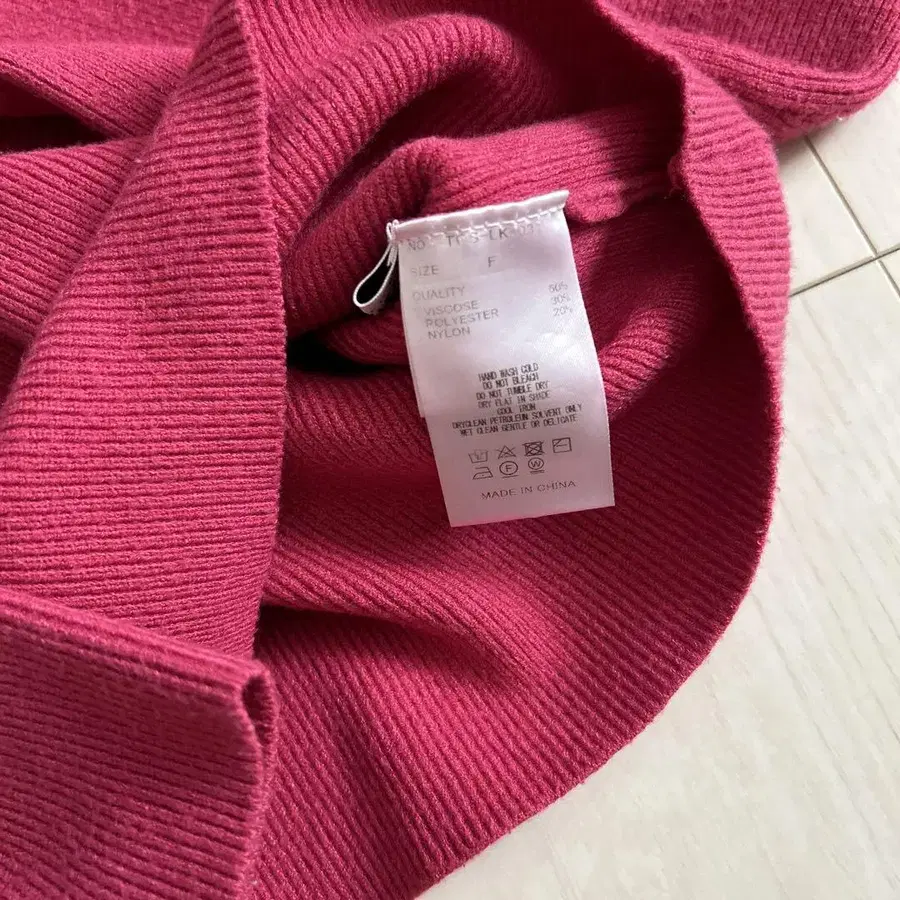 SIZE F
QUALITY
VISCOSE 50%
POLYESTER 30%
NYLON 20%
HAND WASH COLD
DO NOT BLEACH
DO NOT TUMBLE DRY
DRY FLAT IN SHADE
COOL IRON
DRYCLEAN PETROLEUN SOLVENT ONLY
WET CLEAN GENTLE OR DELICATE
F W
MADE IN CHINA